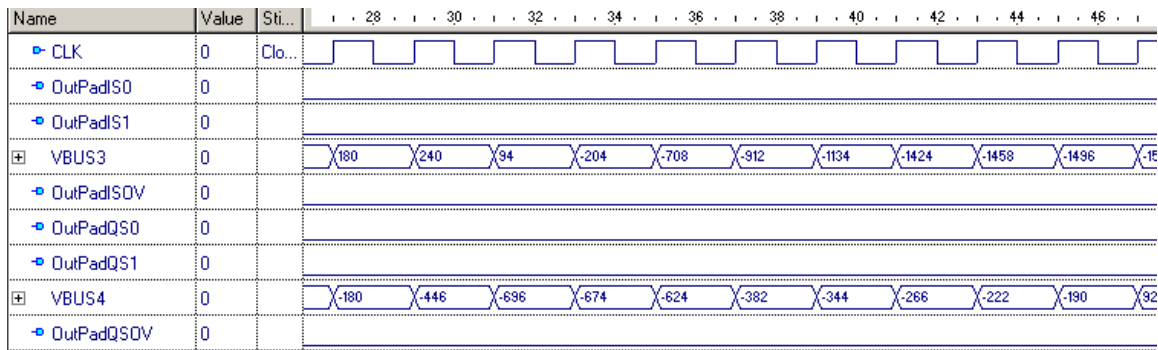 Name Value Sti... 28 30 32 34 36 38 40 42 44 46
CLK 0 Clo...
OutPadIS0 0
OutPadIS1 0
VBUS3 0 180 240 94 -204 -708 -912 -1134 -1424 -1458 -1496 -15
OutPadISOV 0
OutPadQS0 0
OutPadQS1 0
VBUS4 0 -180 -446 -696 -674 -624 -382 -344 -266 -222 -190 92
OutPadQSOV 0